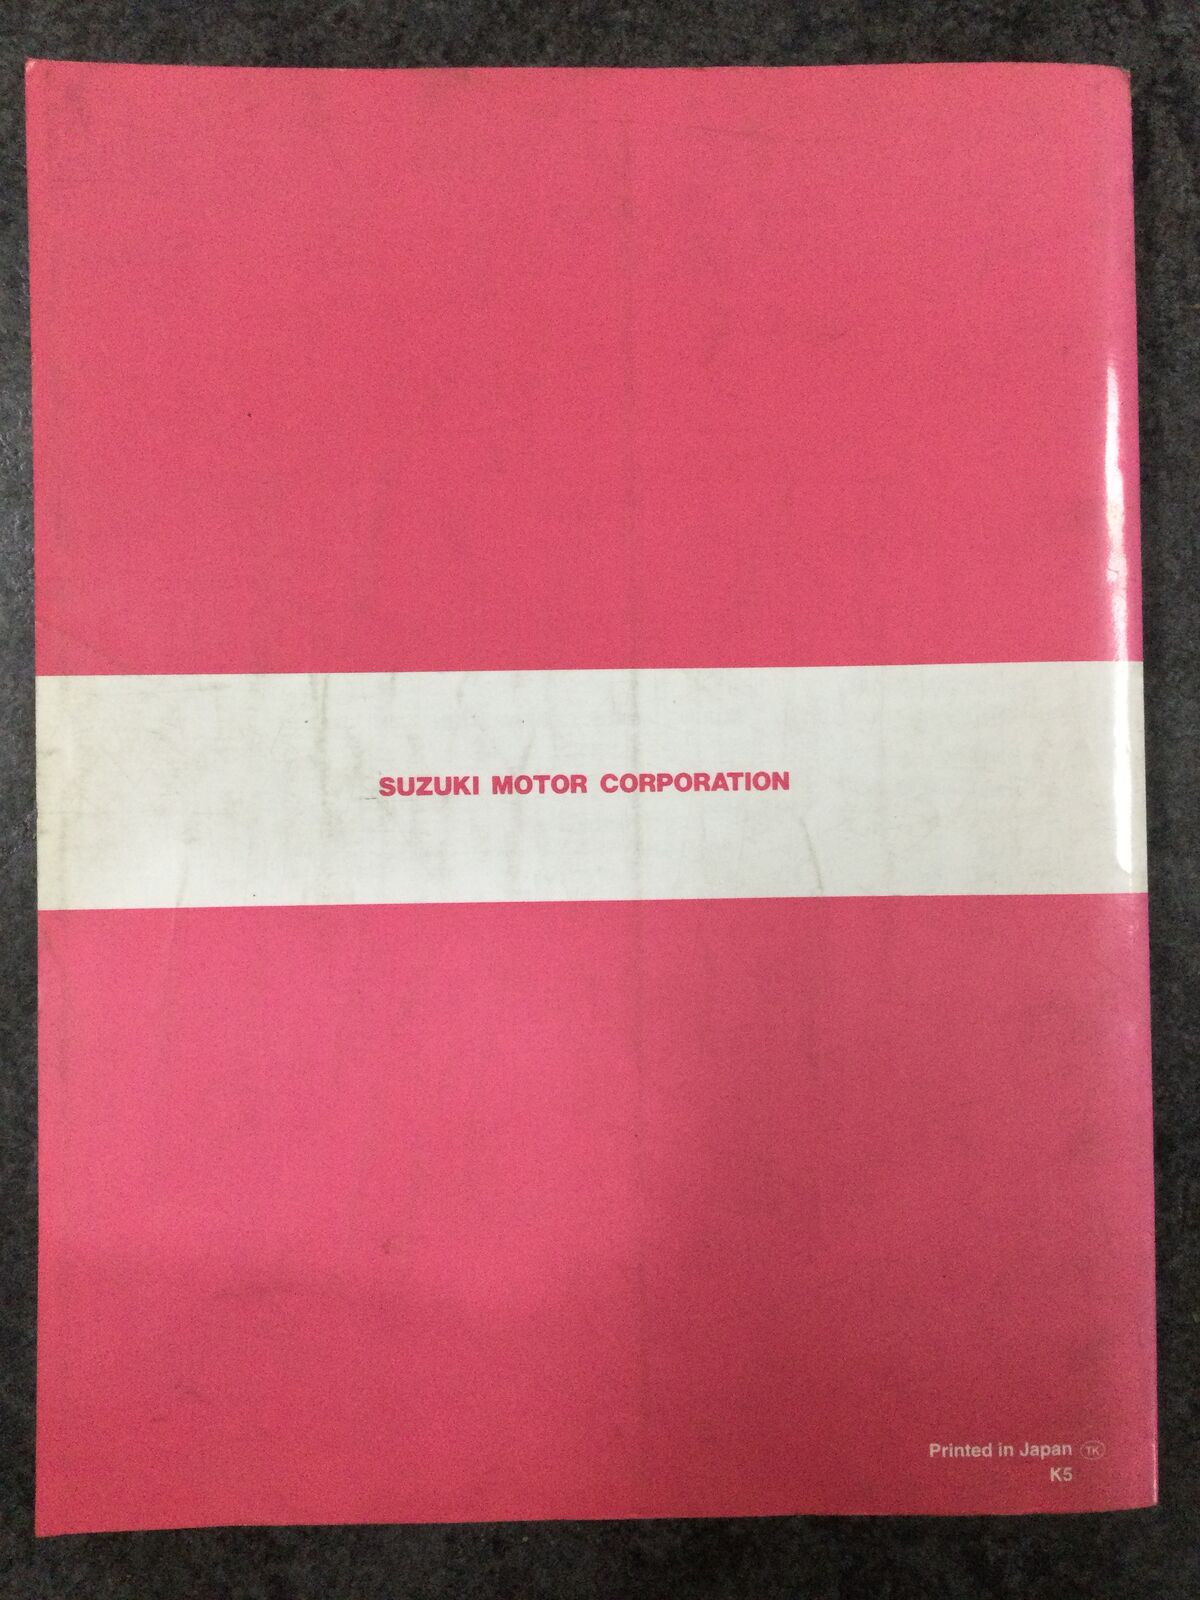 SUZUKI MOTOR CORPORATION
Printed in Japan TK
K5